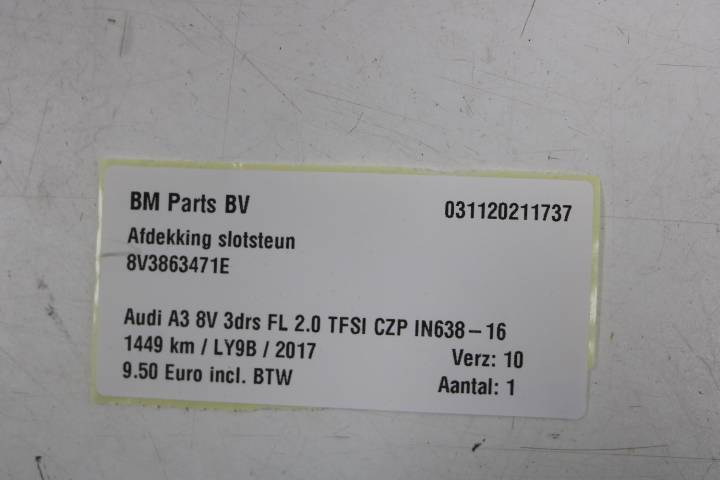 BM Parts BV 031120211737
Afdekking slotsteun
8V3863471E
Audi A3 8V 3drs FL 2.0 TFSI CZP IN638-16
1449 km / LY9B / 2017 Verz: 10
9.50 Euro incl. BTW Aantal: 1